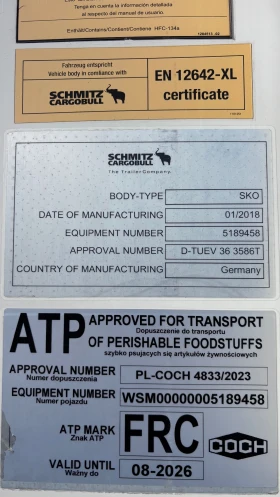 Tenga en cuenta la información detallada
al respecto del manual de usuario.
Enthält/Contains/Contient/Contiene HFC-134a
Fahrzeug entspricht
Vehicle body in comliance with
SCHMITZ
CARGOBULL
EN 12642-XL
certificate
SCHMITZ
CARGOBULL
The Trailer Company.
BODY-TYPE SKO
DATE OF MANUFACTURING 01/2018
EQUIPMENT NUMBER 5189458
APPROVAL NUMBER D-TUEV 36 3586T
COUNTRY OF MANUFACTORING Germany
ATP APPROVED FOR TRANSPORT
Dopuszczenie do transportu
OF PERISHABLE FOODSTUFFS
szybko psujących się artykułów żywnościowych
APPROVAL NUMBER PL-COCH 4833/2023
Numer dopuszczenia
EQUIPMENT NUMBER WSM00000005189458
Numer pojazdu
ATP MARK FRC COCH
Znak ATP
VALID UNTIL 08-2026
Ważny do